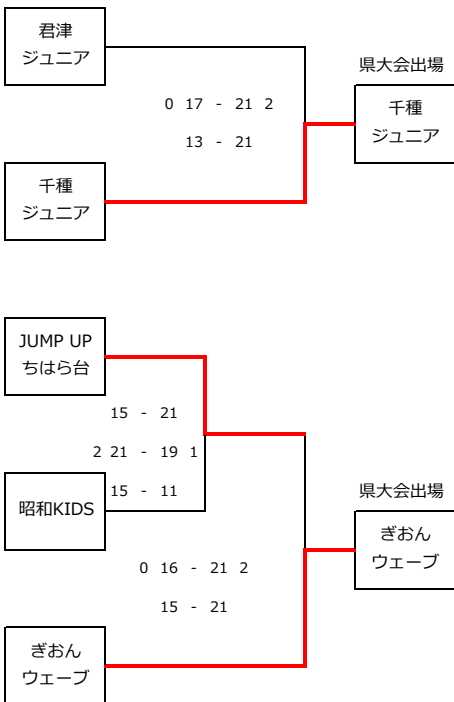 君津
ジュニア
県大会出場
0 17 - 21 2
千種
ジュニア
13 - 21
千種
ジュニア
JUMP UP
ちはら台
15 - 21
2 21 - 19 1
15 - 11
昭和KIDS
県大会出場
ぎおん
ウェーブ
0 16 - 21 2
15 - 21
ぎおん
ウェーブ